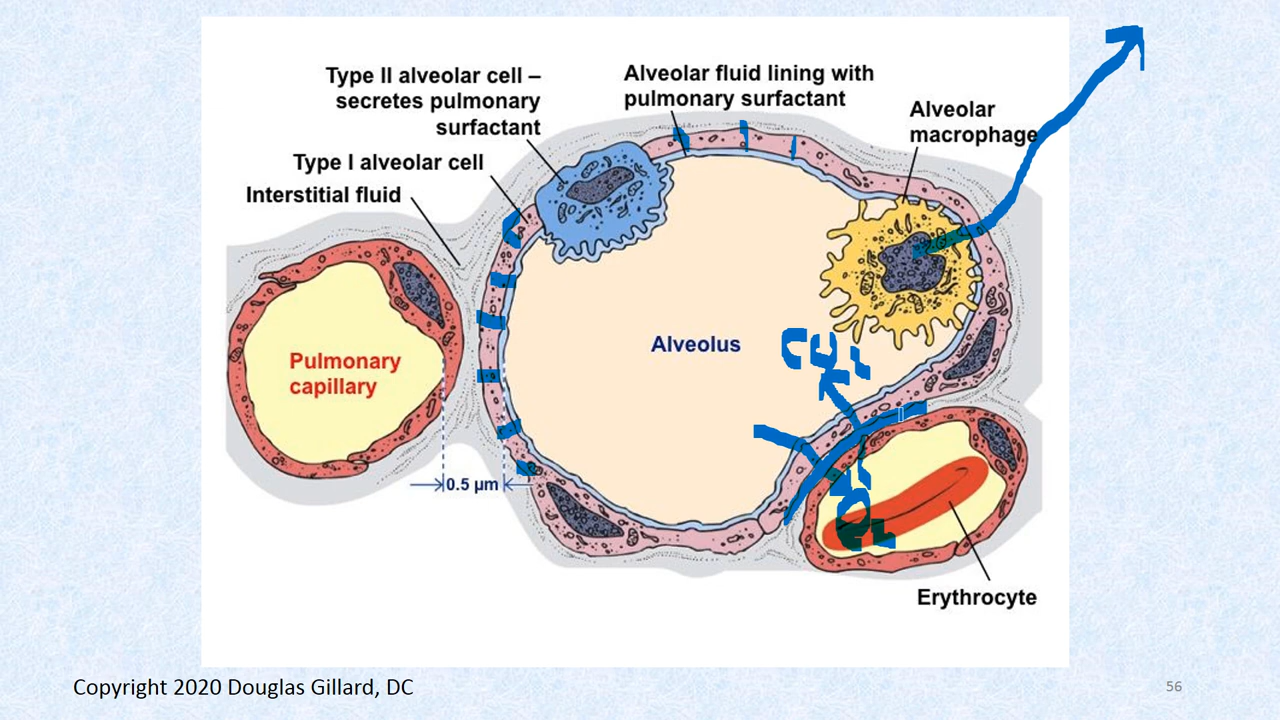 Type II alveolar cell –
secretes pulmonary
surfactant
Alveolar fluid lining with
pulmonary surfactant
Alveolar
macrophage
Type I alveolar cell
Interstitial fluid
Alveolus
Pulmonary
capillary
0.5 µm
Erythrocyte
Copyright 2020 Douglas Gillard, DC
56